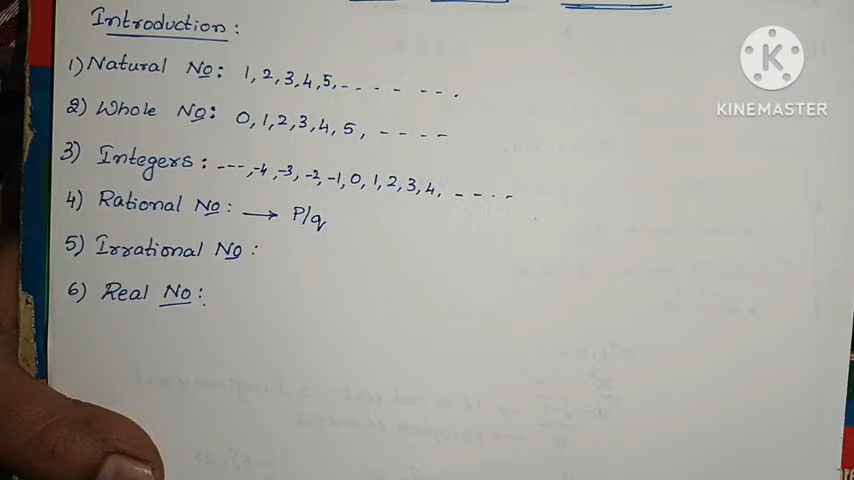 Introduction:
1) Natural No: 1, 2, 3, 4, 5, - - - - - - - .
2) Whole No: 0, 1, 2, 3, 4, 5, - - - -
3) Integers: ---, -4, -3, -2, -1, 0, 1, 2, 3, 4, - - - - -
4) Rational No: → P/q
5) Irrational No:
6) Real No:
K
KINEMASTER